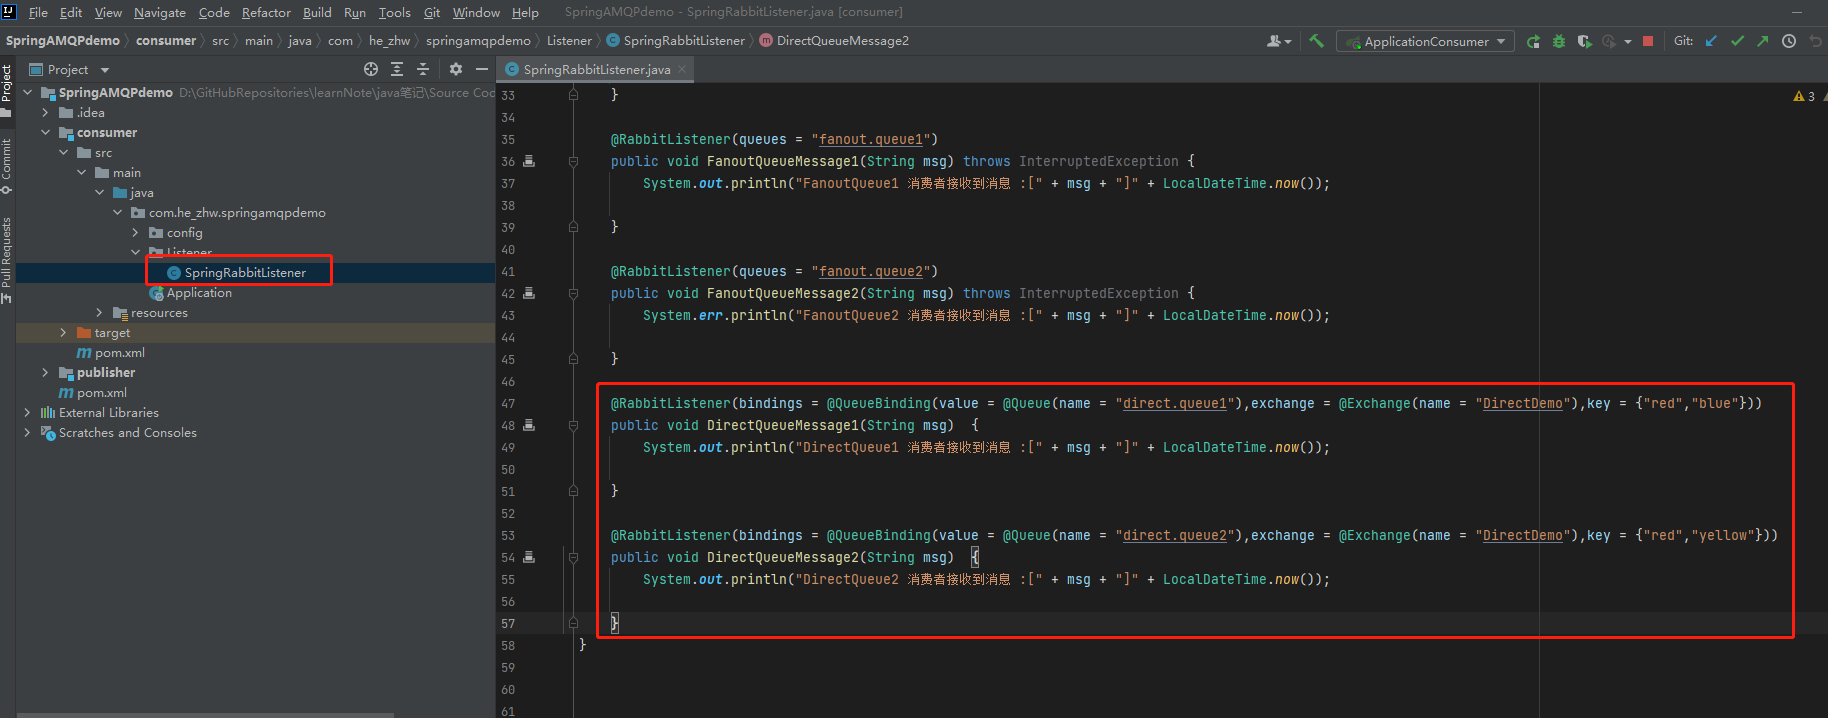 File Edit View Navigate Code Refactor Build Run Tools Git Window Help SpringAMQPdemo - SpringRabbitListener.java [consumer]
SpringAMQPdemo consumer src main java com he_zhw springamqpdemo Listener SpringRabbitListener DirectQueueMessage2 ApplicationConsumer Git:
Project
SpringRabbitListener.java
Project
Commit
Pull Requests
SpringAMQPdemo D:\GitHubRepositories\learnNote\java笔记\Source Cod
.idea
consumer
src
main
java
com.he_zhw.springamqpdemo
config
Listener
SpringRabbitListener
Application
resources
target
pom.xml
publisher
pom.xml
External Libraries
Scratches and Consoles
3
33 }
34
35 @RabbitListener(queues = "fanout.queue1")
36 public void FanoutQueueMessage1(String msg) throws InterruptedException {
37 System.out.println("FanoutQueue1 消费者接收到消息 :[" + msg + "]" + LocalDateTime.now());
38
39 }
40
41 @RabbitListener(queues = "fanout.queue2")
42 public void FanoutQueueMessage2(String msg) throws InterruptedException {
43 System.err.println("FanoutQueue2 消费者接收到消息 :[" + msg + "]" + LocalDateTime.now());
44
45 }
46
47 @RabbitListener(bindings = @QueueBinding(value = @Queue(name = "direct.queue1"),exchange = @Exchange(name = "DirectDemo"),key = {"red","blue"}))
48 public void DirectQueueMessage1(String msg) {
49 System.out.println("DirectQueue1 消费者接收到消息 :[" + msg + "]" + LocalDateTime.now());
50
51 }
52
53 @RabbitListener(bindings = @QueueBinding(value = @Queue(name = "direct.queue2"),exchange = @Exchange(name = "DirectDemo"),key = {"red","yellow"}))
54 public void DirectQueueMessage2(String msg) {
55 System.out.println("DirectQueue2 消费者接收到消息 :[" + msg + "]" + LocalDateTime.now());
56
57 }
58 }
59
60
61